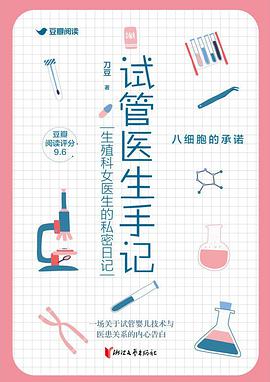 豆瓣阅读
刀豆 著
试管医生手记
生殖科女医生的私密日记
八细胞的承诺
豆瓣
阅读评分
9.6
一场关于试管婴儿技术与
医患关系的内心告白
浙江文艺出版社